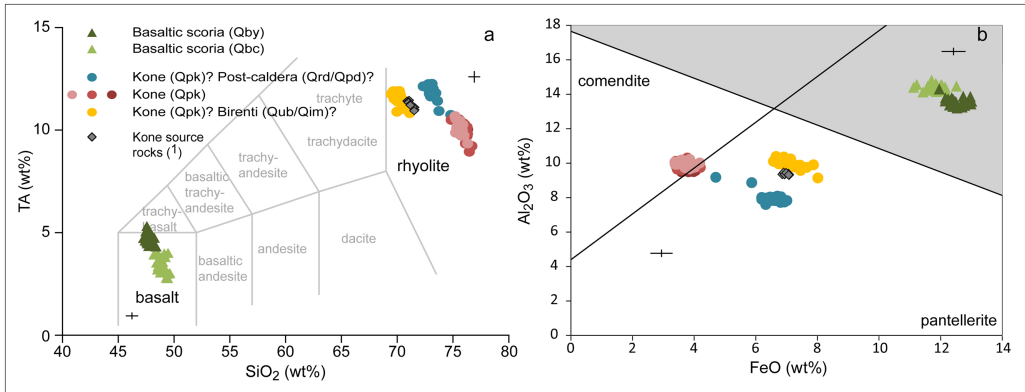 a
Basaltic scoria (Qby)
Basaltic scoria (Qbc)
Kone (Qpk)? Post-caldera (Qrd/Qpd)?
Kone (Qpk)
Kone (Qpk)? Birenti (Qub/Qim)?
Kone source
rocks (1)
trachyte
trachydacite
rhyolite
trachy-
andesite
basaltic
trachy-
andesite
trachy-
basalt
dacite
andesite
basaltic
andesite
basalt
TA (wt%)
15
10
5
0
40
45
50
55
60
65
70
75
80
SiO2 (wt%)
b
comendite
pantellerite
Al2O3 (wt%)
18
16
14
12
10
8
6
4
2
0
0
2
4
6
8
10
12
14
FeO (wt%)